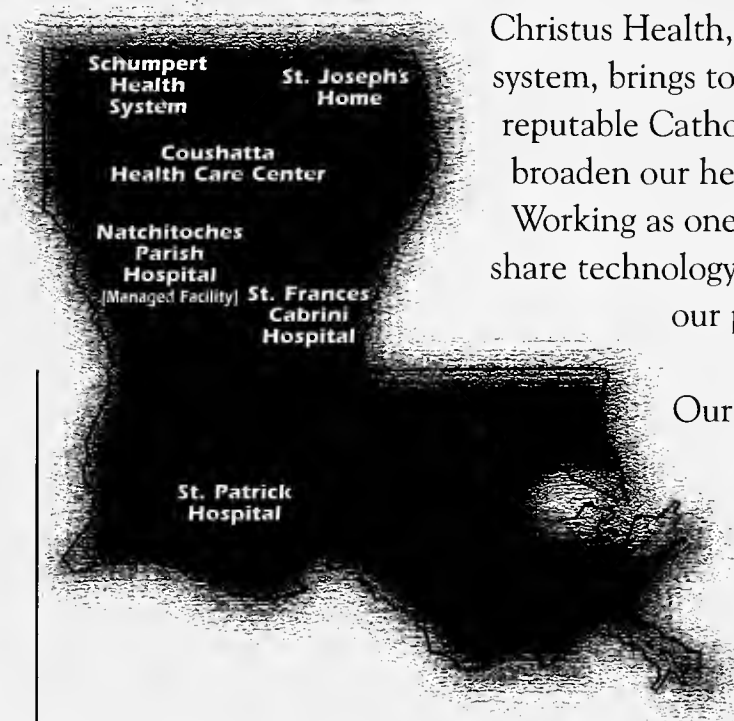 Schumpert
Health
System
St. Joseph's
Home
Coushatta
Health Care Center
Natchitoches
Parish
Hospital
[Managed Facility]
St. Frances
Cabrini
Hospital
St. Patrick
Hospital
Christus Health,
system, brings to
reputable Catho
broaden our he
Working as one
share technology
our p
Our